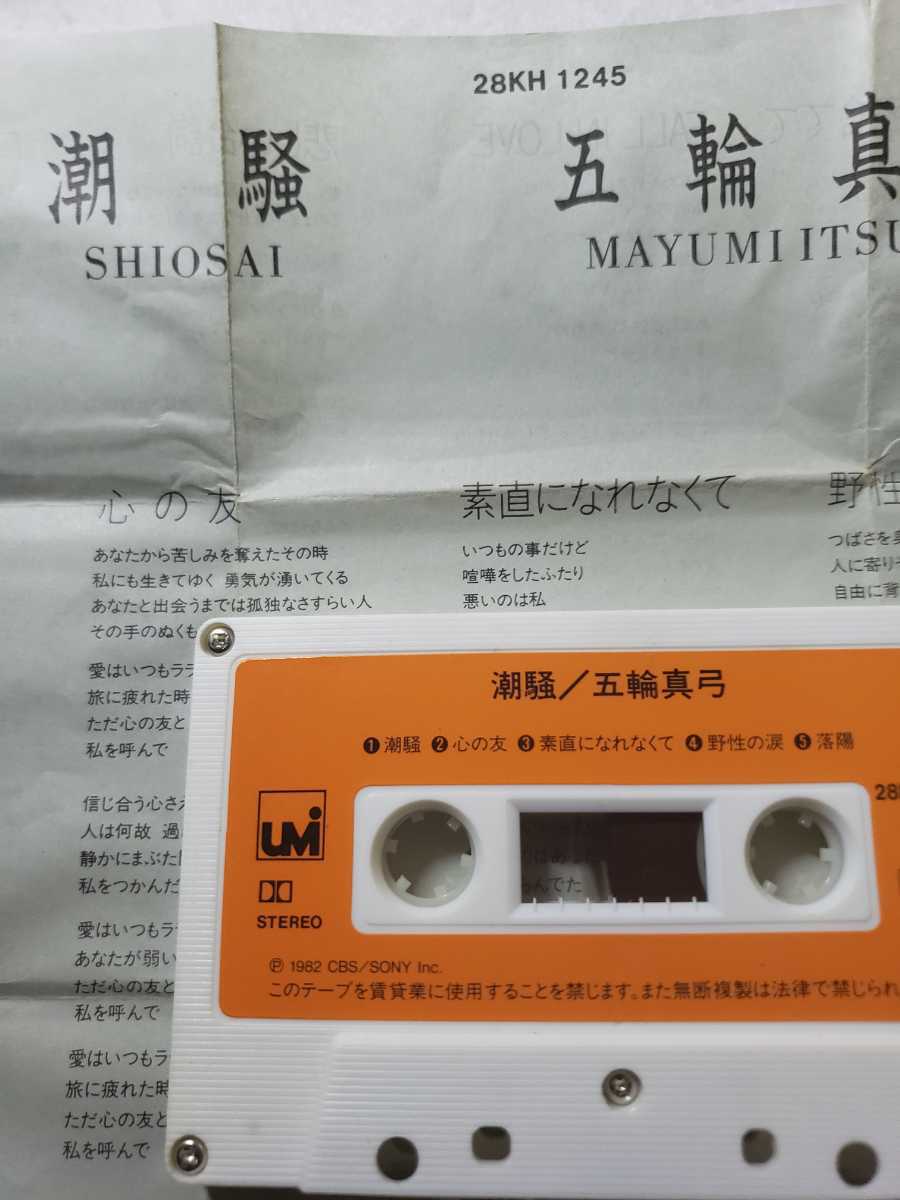 28KH 1245
潮 騒
SHIOSAI
五 輪 真
MAYUMI ITSU
心の友
あなたから苦しみを奪えたその時
私にも生きてゆく 勇気が湧いてくる
あなたと出会うまでは孤独なさすらい人
その手のぬくも
愛はいつもララ
旅に疲れた時
ただ心の友と
私を呼んで
信じ合う心さえ
人は何故 過
静かにまぶた
私をつかんだ
愛はいつもラ
あなたが弱い
ただ心の友と
私を呼んで
愛はいつもラ
旅に疲れた時
ただ心の友と
私を呼んで
素直になれなくて
いつもの事だけど
喧嘩をしたふたり
悪いのは私
野性
つばさを
人に寄り
自由に背
潮騒/五輪真弓
❶潮騒 ❷心の友 ❸素直になれなくて ❹野性の涙 ❺落陽
28
UMI
STEREO
Ⓟ 1982 CBS/SONY Inc.
このテープを賃貸業に使用することを禁じます。また無断複製は法律で禁じられ